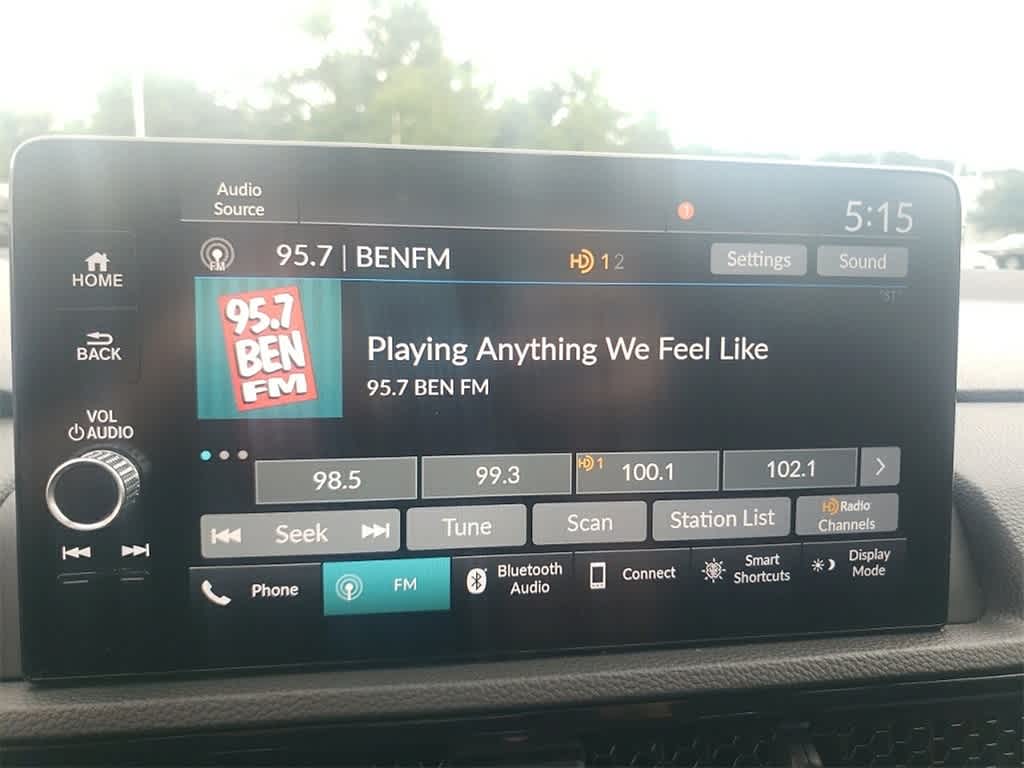 Audio
Source
5:15
HOME
FM
95.7 | BENFM
HD 1 2
Settings
Sound
"ST"
95.7
BEN
FM
Playing Anything We Feel Like
95.7 BEN FM
BACK
VOL
AUDIO
98.5
99.3
HD 1 100.1
102.1
Seek
Tune
Scan
Station List
HD Radio
Channels
Phone
FM
Bluetooth
Audio
Connect
Smart
Shortcuts
Display
Mode